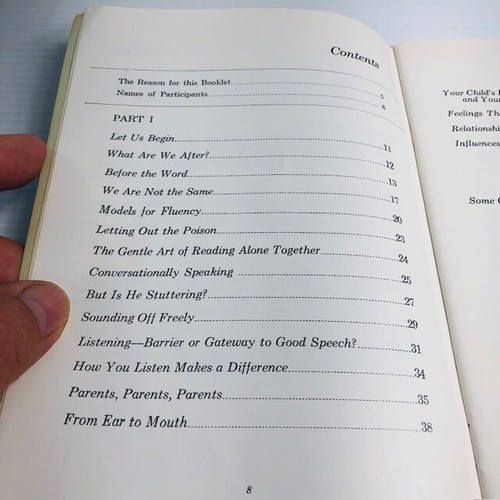 Contents
The Reason for this Booklet 5
Names of Participants 6
PART I
Let Us Begin 11
What Are We After? 12
Before the Word 13
We Are Not the Same 17
Models for Fluency 20
Letting Out the Poison 23
The Gentle Art of Reading Alone Together 24
Conversationally Speaking 25
But Is He Stuttering? 27
Sounding Off Freely 29
Listening—Barrier or Gateway to Good Speech? 31
How You Listen Makes a Difference 34
Parents, Parents, Parents 35
From Ear to Mouth 38
8
Your Child's
and Your
Feelings
Relationshi
Influences
Some